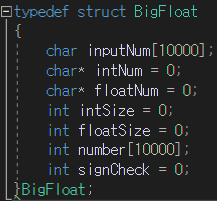 typedef struct BigFloat
{
char inputNum[10000];
char* intNum = 0;
char* floatNum = 0;
int intSize = 0;
int floatSize = 0;
int number[10000];
int signCheck = 0;
}BigFloat;